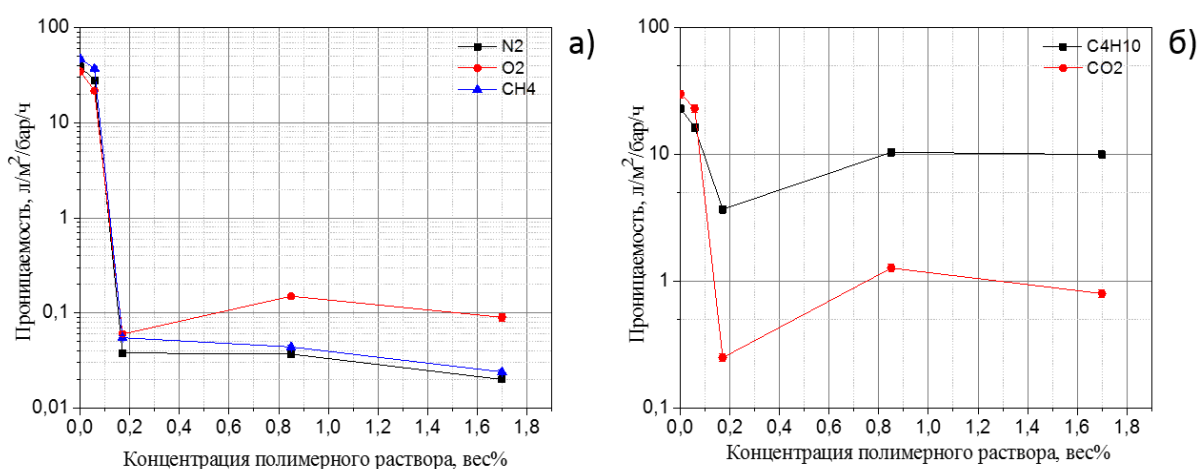 а)
N2
O2
CH4
Проницаемость, л/м²/бар/ч
100
10
1
0,1
0,01
0,0 0,2 0,4 0,6 0,8 1,0 1,2 1,4 1,6 1,8
Концентрация полимерного раствора, вес%
б)
C4H10
CO2
Проницаемость, л/м²/бар/ч
100
10
1
0,1
0,0 0,2 0,4 0,6 0,8 1,0 1,2 1,4 1,6 1,8
Концентрация полимерного раствора, вес%